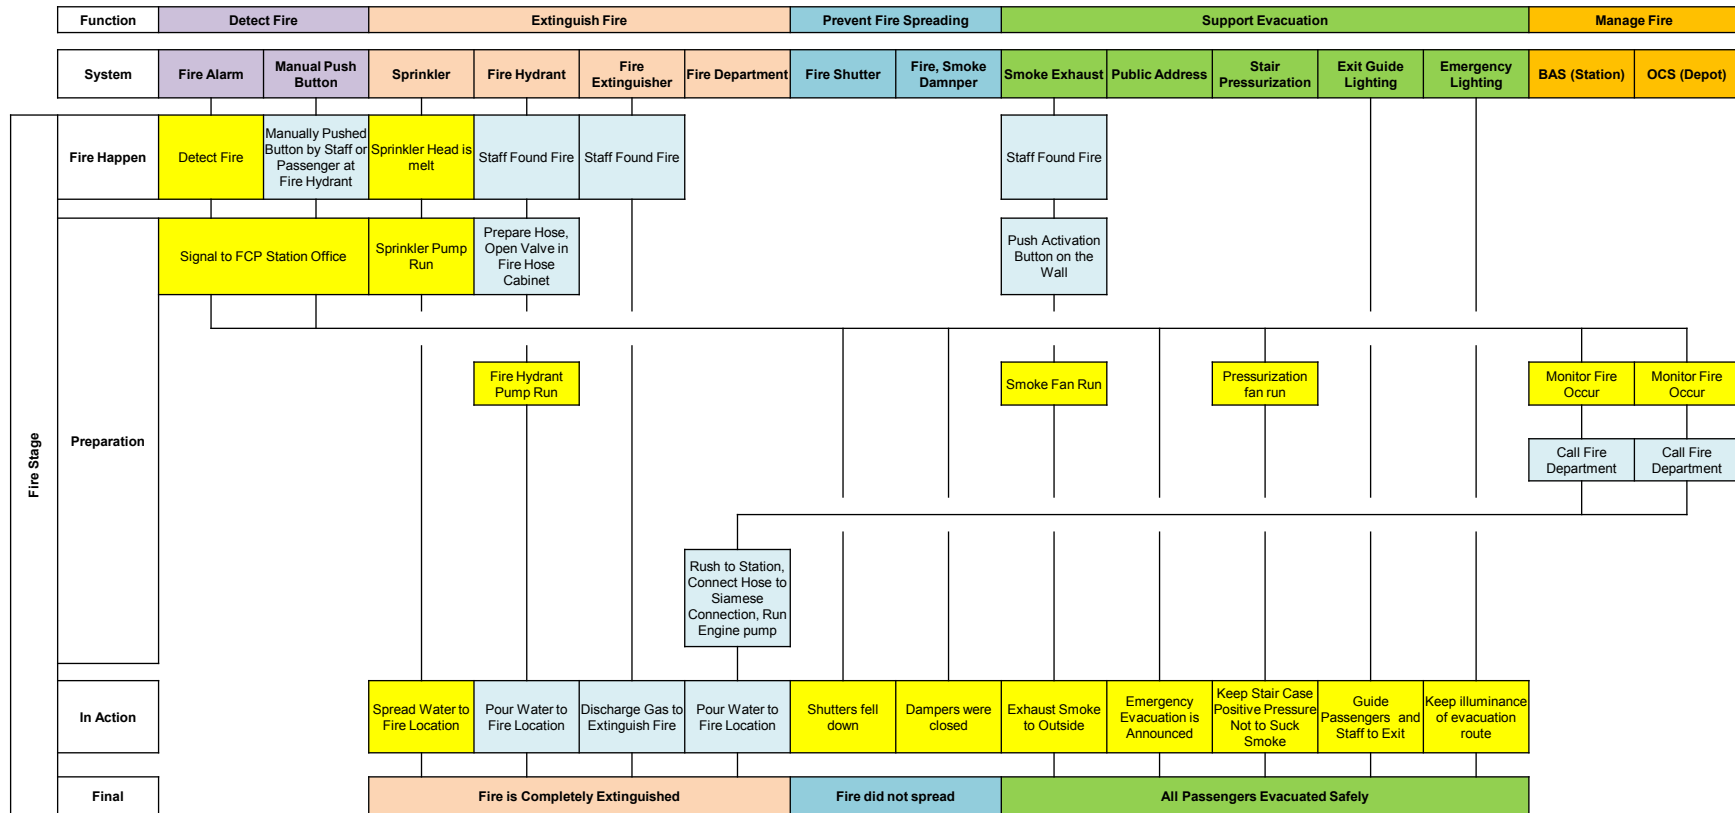 Function
Detect Fire
Extinguish Fire
Prevent Fire Spreading
Support Evacuation
Manage Fire
System
Fire Alarm
Manual Push
Button
Sprinkler
Fire Hydrant
Fire
Extinguisher
Fire Department
Fire Shutter
Fire, Smoke
Damnper
Smoke Exhaust
Public Address
Stair
Pressurization
Exit Guide
Lighting
Emergency
Lighting
BAS (Station)
OCS (Depot)
Fire Stage
Fire Happen
Detect Fire
Manually Pushed
Button by Staff or
Passenger at
Fire Hydrant
Sprinkler Head is
melt
Staff Found Fire
Staff Found Fire
Staff Found Fire
Preparation
Signal to FCP Station Office
Sprinkler Pump
Run
Prepare Hose,
Open Valve in
Fire Hose
Cabinet
Push Activation
Button on the
Wall
Fire Hydrant
Pump Run
Smoke Fan Run
Pressurization
fan run
Monitor Fire
Occur
Monitor Fire
Occur
Call Fire
Department
Call Fire
Department
Rush to Station,
Connect Hose to
Siamese
Connection, Run
Engine pump
In Action
Spread Water to
Fire Location
Pour Water to
Fire Location
Discharge Gas to
Extinguish Fire
Pour Water to
Fire Location
Shutters fell
down
Dampers were
closed
Exhaust Smoke
to Outside
Emergency
Evacuation is
Announced
Keep Stair Case
Positive Pressure
Not to Suck
Smoke
Guide
Passengers and
Staff to Exit
Keep illuminance
of evacuation
route
Final
Fire is Completely Extinguished
Fire did not spread
All Passengers Evacuated Safely